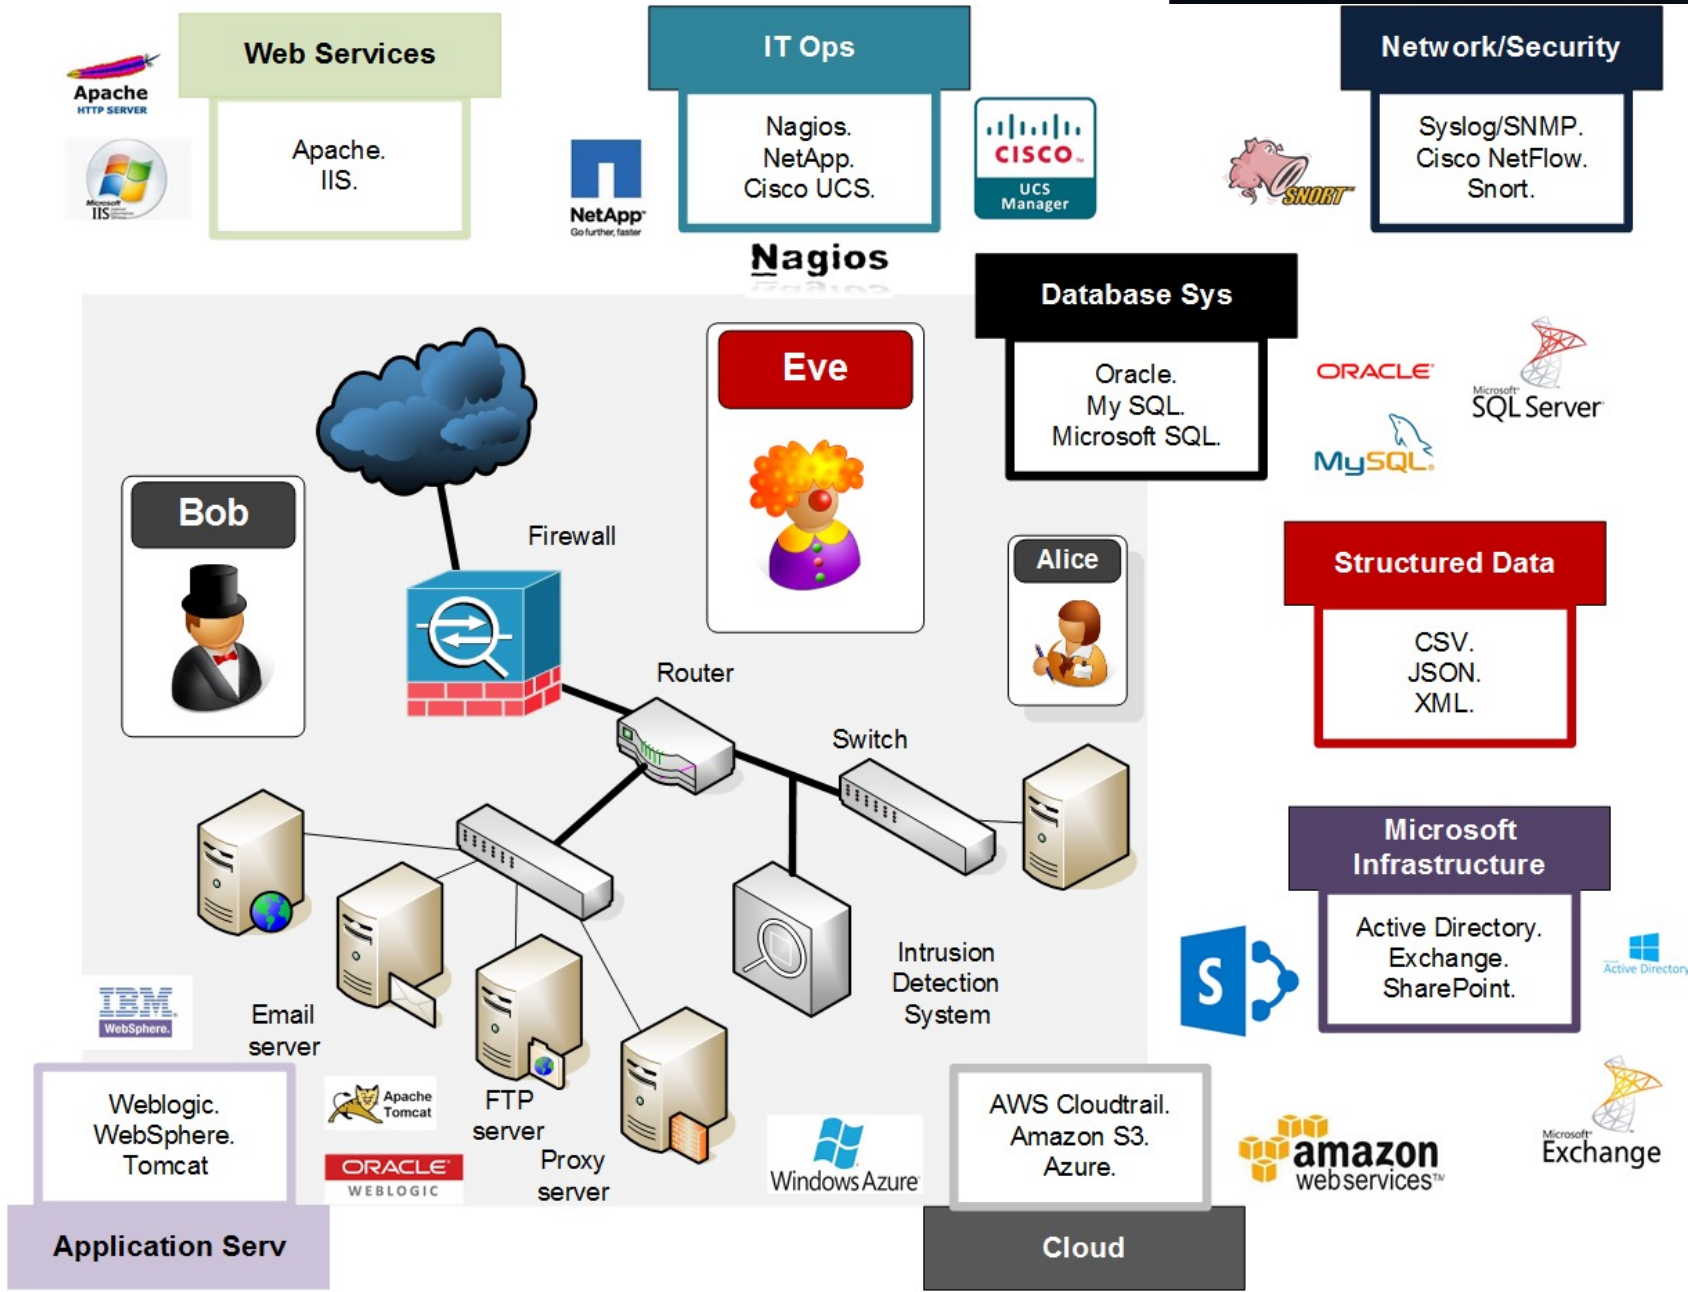 Web Services
Apache.
IIS.
Apache
HTTP SERVER
Microsoft
IIS
IT Ops
Nagios.
NetApp.
Cisco UCS.
NetApp™
Go further, faster
CISCO
UCS
Manager
Nagios
Network/Security
Syslog/SNMP.
Cisco NetFlow.
Snort.
SNORT
Database Sys
Oracle.
My SQL.
Microsoft SQL.
ORACLE
Microsoft
SQL Server
MySQL
Eve
Bob
Alice
Firewall
Router
Switch
Structured Data
CSV.
JSON.
XML.
Microsoft
Infrastructure
Active Directory.
Exchange.
SharePoint.
S
Active Directory
Intrusion
Detection
System
Email
server
FTP
server
Proxy
server
IBM
WebSphere.
Weblogic.
WebSphere.
Tomcat
Application Serv
Apache
Tomcat
ORACLE
WEBLOGIC
Windows Azure
AWS Cloudtrail.
Amazon S3.
Azure.
Cloud
amazon
webservices™
Microsoft
Exchange